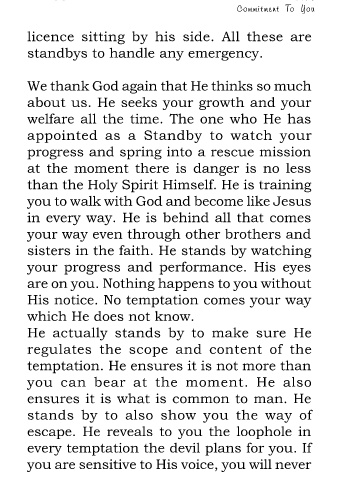 Commitment To You
licence sitting by his side. All these are
standbys to handle any emergency.
We thank God again that He thinks so much
about us. He seeks your growth and your
welfare all the time. The one who He has
appointed as a Standby to watch your
progress and spring into a rescue mission
at the moment there is danger is no less
than the Holy Spirit Himself. He is training
you to walk with God and become like Jesus
in every way. He is behind all that comes
your way even through other brothers and
sisters in the faith. He stands by watching
your progress and performance. His eyes
are on you. Nothing happens to you without
His notice. No temptation comes your way
which He does not know.
He actually stands by to make sure He
regulates the scope and content of the
temptation. He ensures it is not more than
you can bear at the moment. He also
ensures it is what is common to man. He
stands by to also show you the way of
escape. He reveals to you the loophole in
every temptation the devil plans for you. If
you are sensitive to His voice, you will never